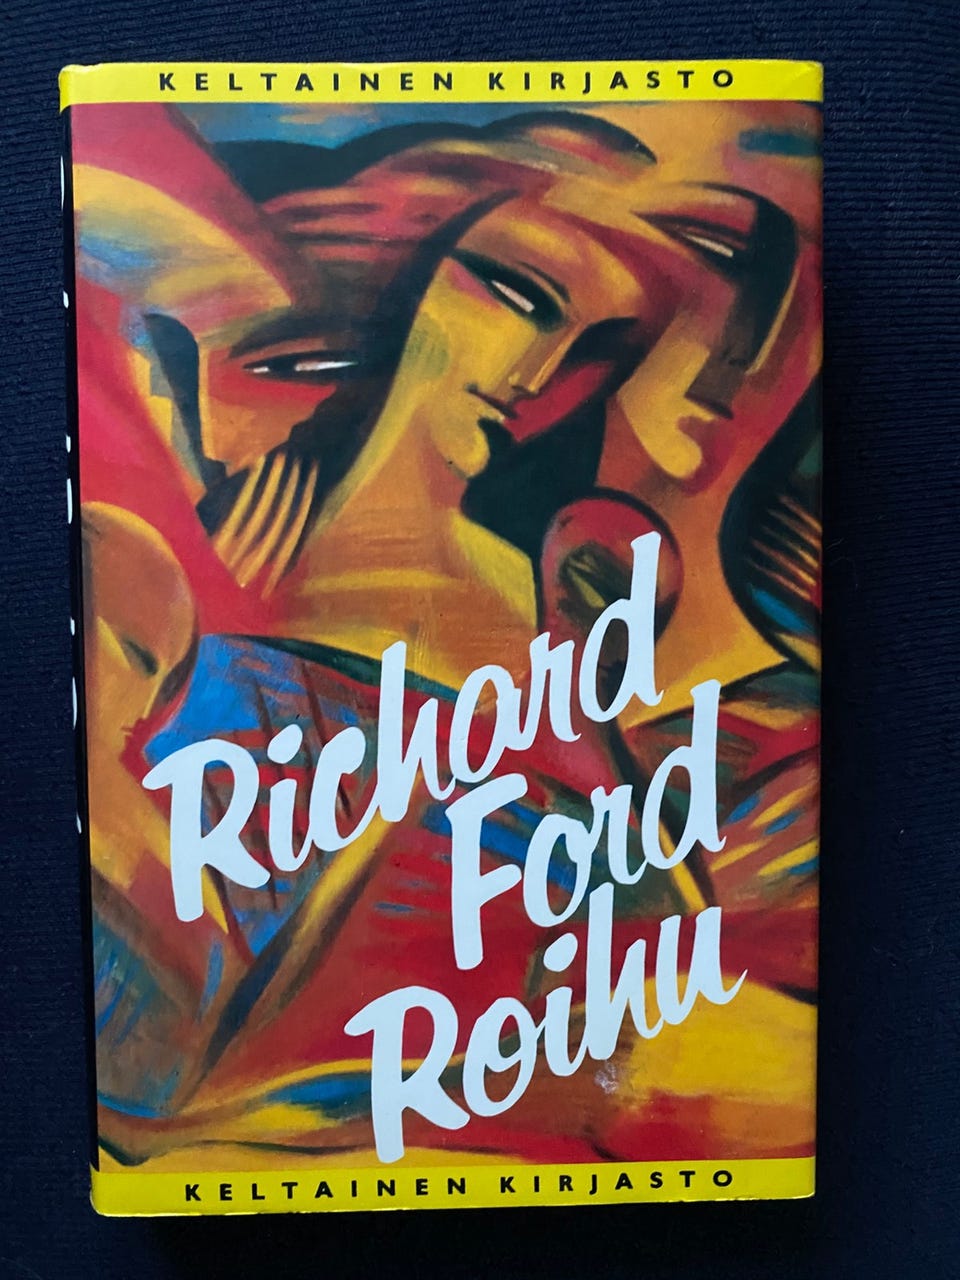 KELTAINEN KIRJASTO
Richard
Ford
Roihu
KELTAINEN KIRJASTO